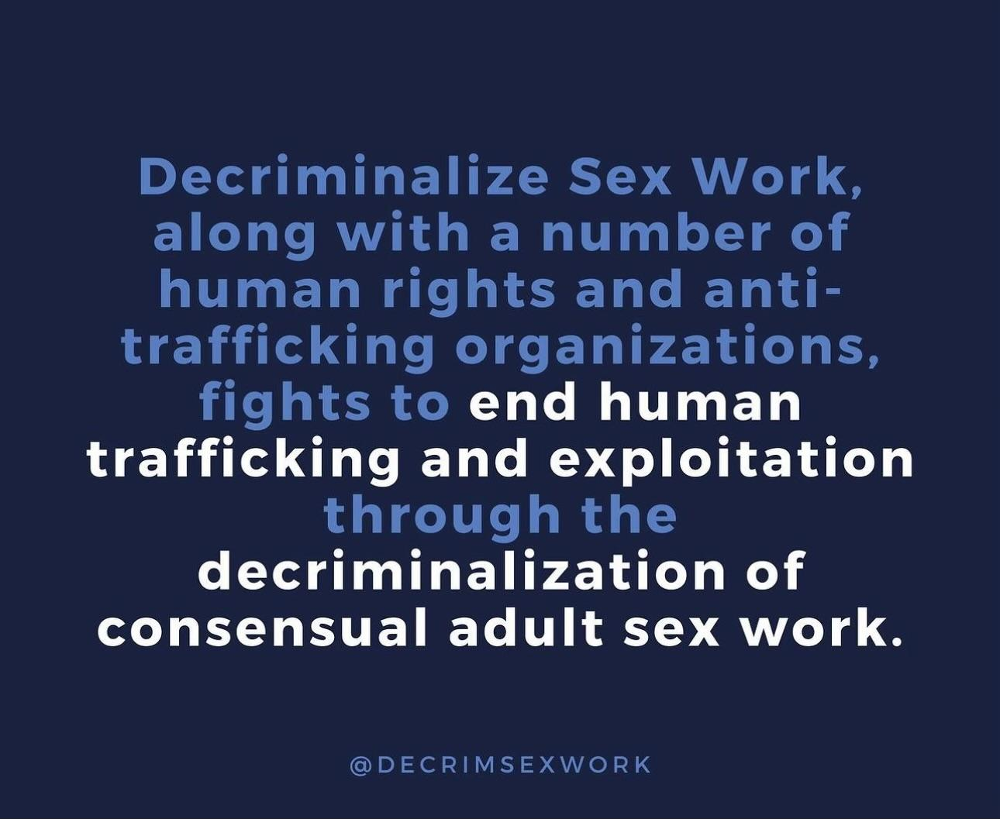 Decriminalize Sex Work,
along with a number of
human rights and anti-
trafficking organizations,
fights to end human
trafficking and exploitation
through the
decriminalization of
consensual adult sex work.
@DECRIMSEXWORK